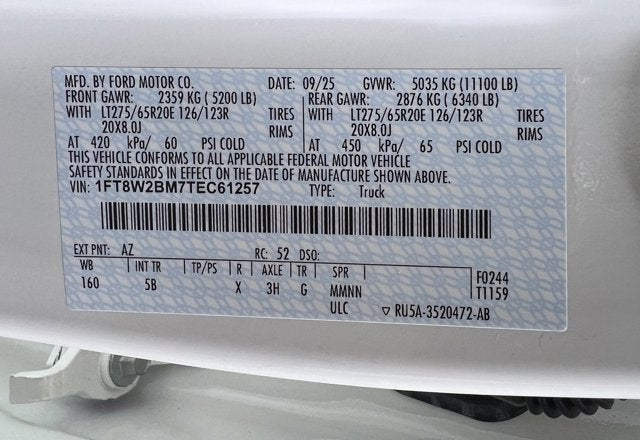 MFD. BY FORD MOTOR CO. DATE: 09/25 GVWR: 5035 KG (11100 LB)
FRONT GAWR: 2359 KG ( 5200 LB) REAR GAWR: 2876 KG ( 6340 LB)
WITH LT275/65R20E 126/123R TIRES WITH LT275/65R20E 126/123R TIRES
20X8.0J RIMS 20X8.0J RIMS
AT 420 kPa/ 60 PSI COLD AT 450 kPa/ 65 PSI COLD
THIS VEHICLE CONFORMS TO ALL APPLICABLE FEDERAL MOTOR VEHICLE
SAFETY STANDARDS IN EFFECT ON THE DATE OF MANUFACTURE SHOWN ABOVE
VIN: 1FT8W2BM7TEC61257 TYPE: Truck
EXT PNT: AZ RC: 52 DSO:
WB INT TR TP/PS R AXLE TR SPR F0244
160 5B X 3H G MMNN T1159
ULC ▽ RU5A-3520472-AB